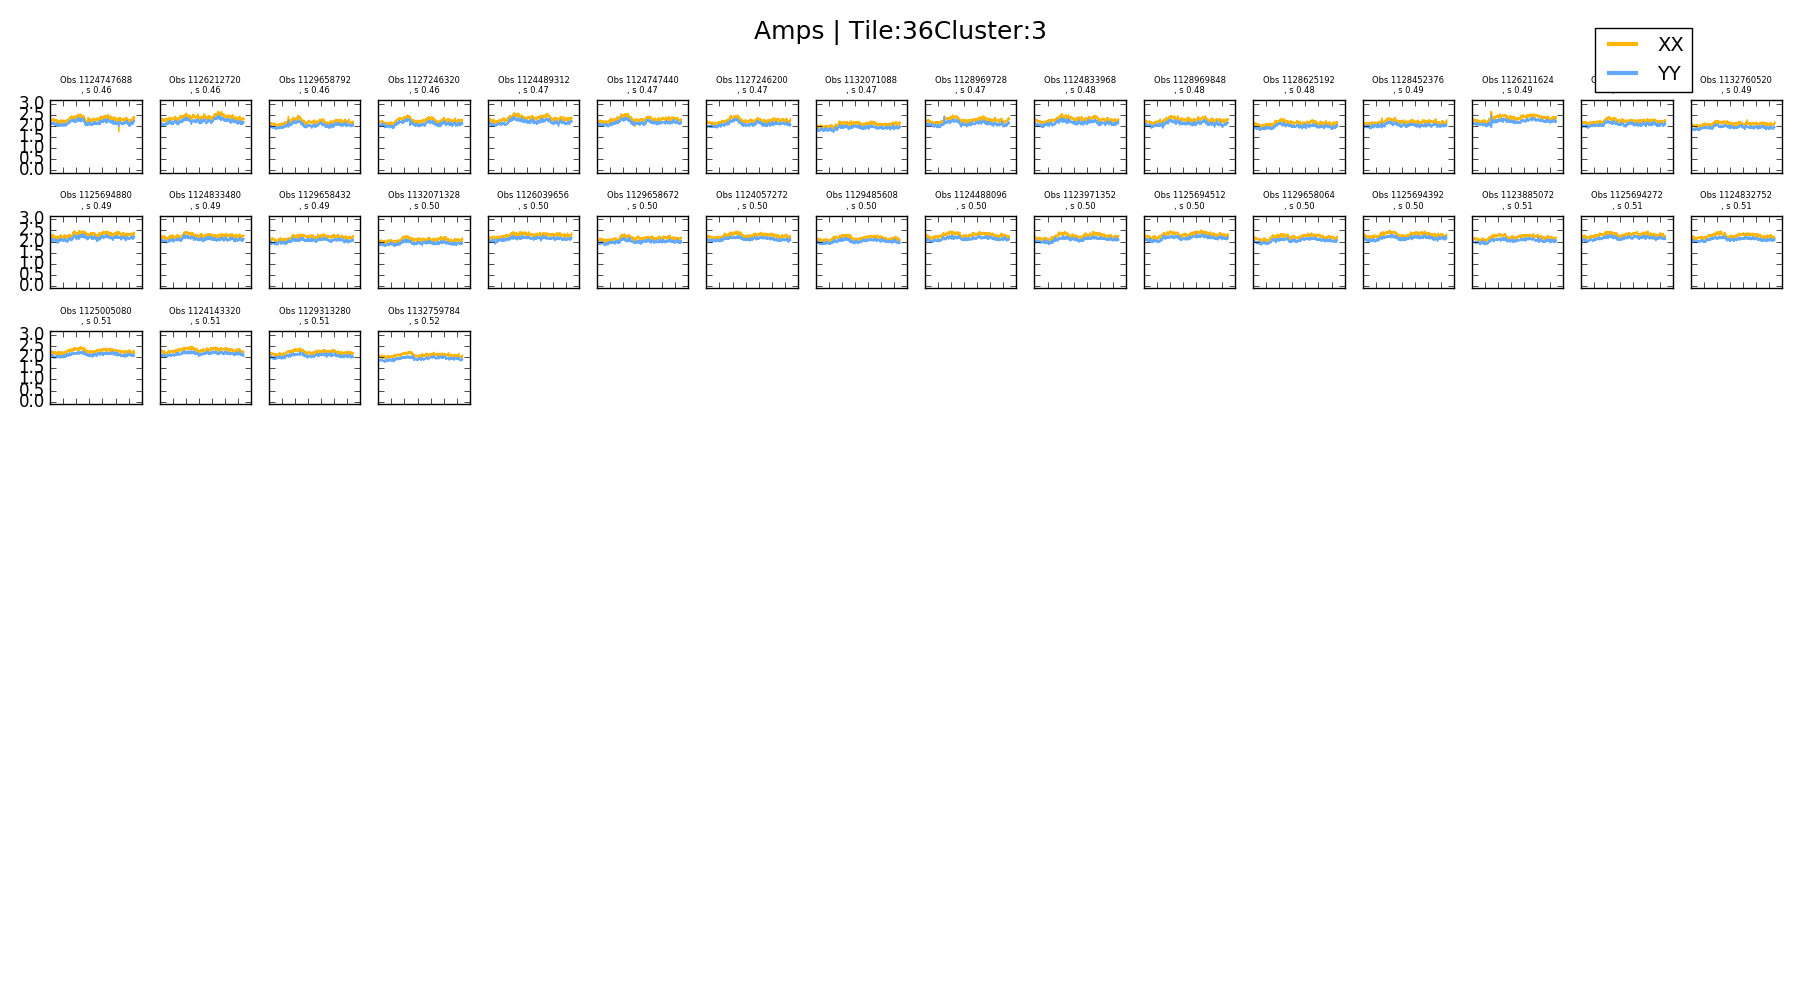 Amps | Tile:36Cluster:3
XX
YY
Obs 1124747688
, s 0.46
Obs 1126212720
, s 0.46
Obs 1129658792
, s 0.46
Obs 1127246320
, s 0.46
Obs 1124489312
, s 0.47
Obs 1124747440
, s 0.47
Obs 1127246200
, s 0.47
Obs 1132071088
, s 0.47
Obs 1128969728
, s 0.47
Obs 1124833968
, s 0.48
Obs 1128969848
, s 0.48
Obs 1128625192
, s 0.48
Obs 1128452376
, s 0.49
Obs 1126211624
, s 0.49
Obs 1132760520
, s 0.49
3.0
2.5
2.0
1.5
1.0
0.5
0.0
Obs 1125694880
, s 0.49
Obs 1124833480
, s 0.49
Obs 1129658432
, s 0.49
Obs 1132071328
, s 0.50
Obs 1126039656
, s 0.50
Obs 1129658672
, s 0.50
Obs 1124057272
, s 0.50
Obs 1129485608
, s 0.50
Obs 1124488096
, s 0.50
Obs 1123971352
, s 0.50
Obs 1125694512
, s 0.50
Obs 1129658064
, s 0.50
Obs 1125694392
, s 0.50
Obs 1123885072
, s 0.51
Obs 1125694272
, s 0.51
Obs 1124832752
, s 0.51
3.0
2.5
2.0
1.5
1.0
0.5
0.0
Obs 1125005080
, s 0.51
Obs 1124143320
, s 0.51
Obs 1129313280
, s 0.51
Obs 1132759784
, s 0.52
3.0
2.5
2.0
1.5
1.0
0.5
0.0